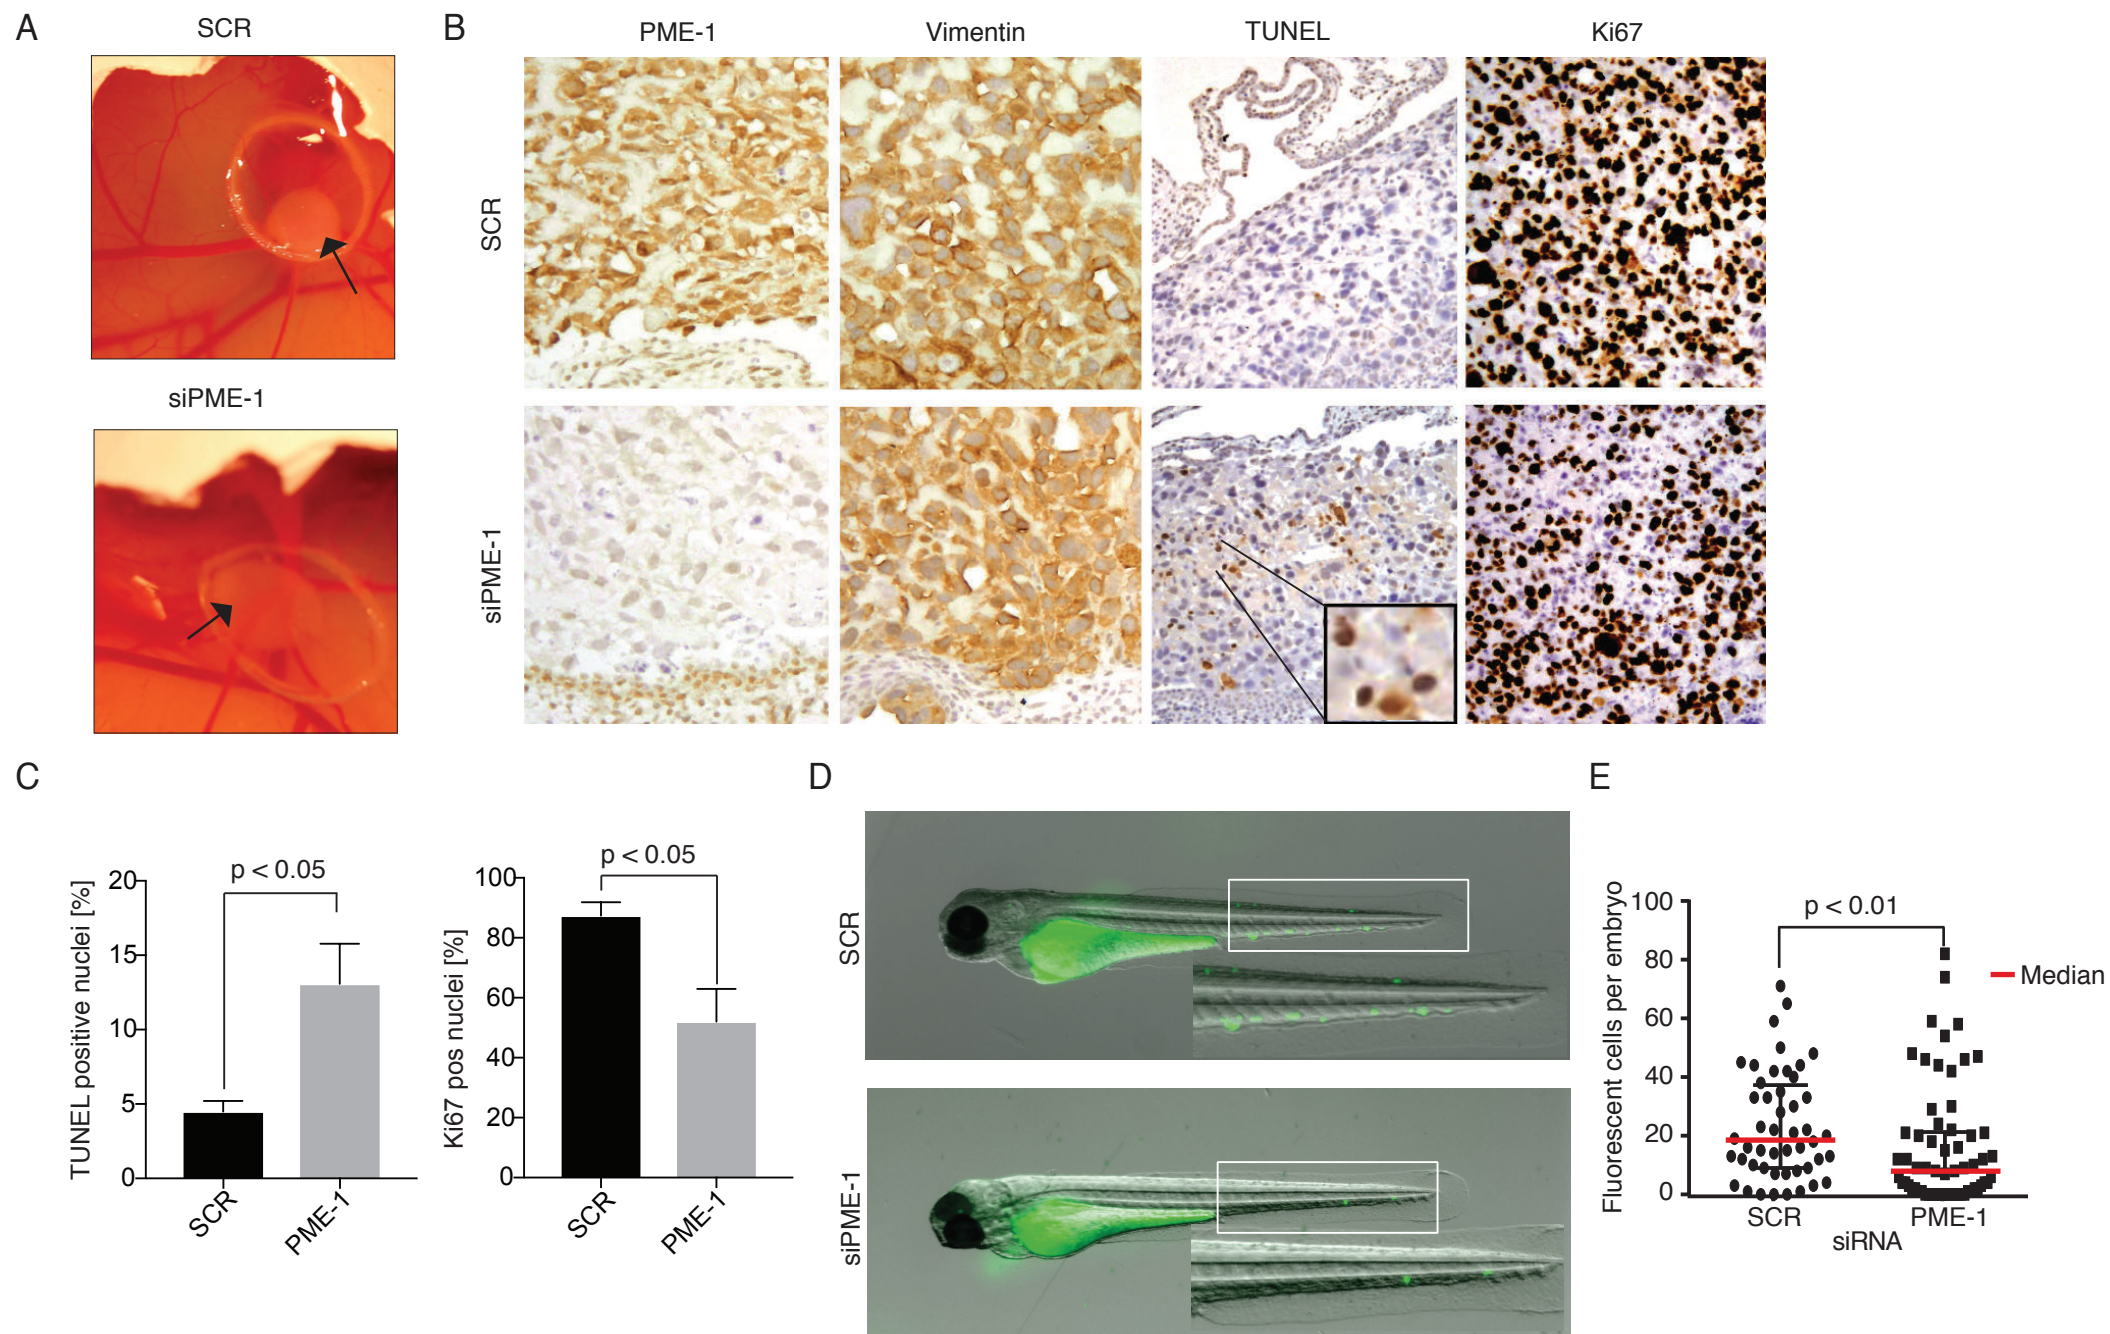 A
SCR
siPME-1
B
PME-1
Vimentin
TUNEL
Ki67
SCR
siPME-1
C
TUNEL positive nuclei [%]
20
15
10
5
0
p < 0.05
SCR
PME-1
Ki67 pos nuclei [%]
100
80
60
40
20
0
p < 0.05
SCR
PME-1
D
SCR
siPME-1
E
Fluorescent cells per embryo
100
80
60
40
20
0
p < 0.01
Median
SCR
PME-1
siRNA